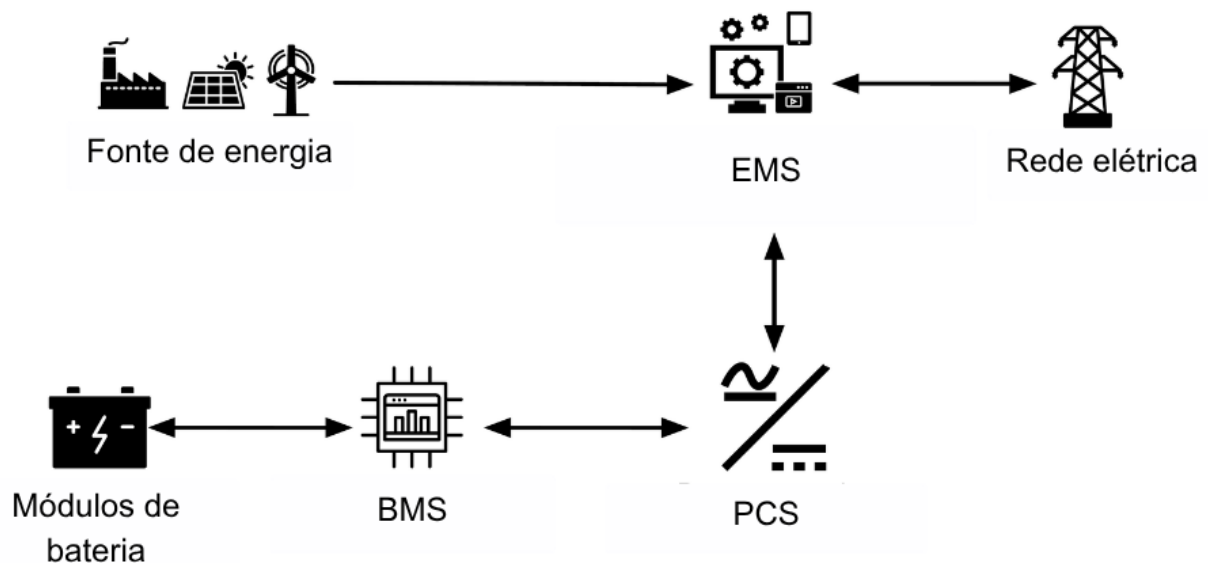 Fonte de energia
EMS
Rede elétrica
Módulos de
bateria
BMS
PCS